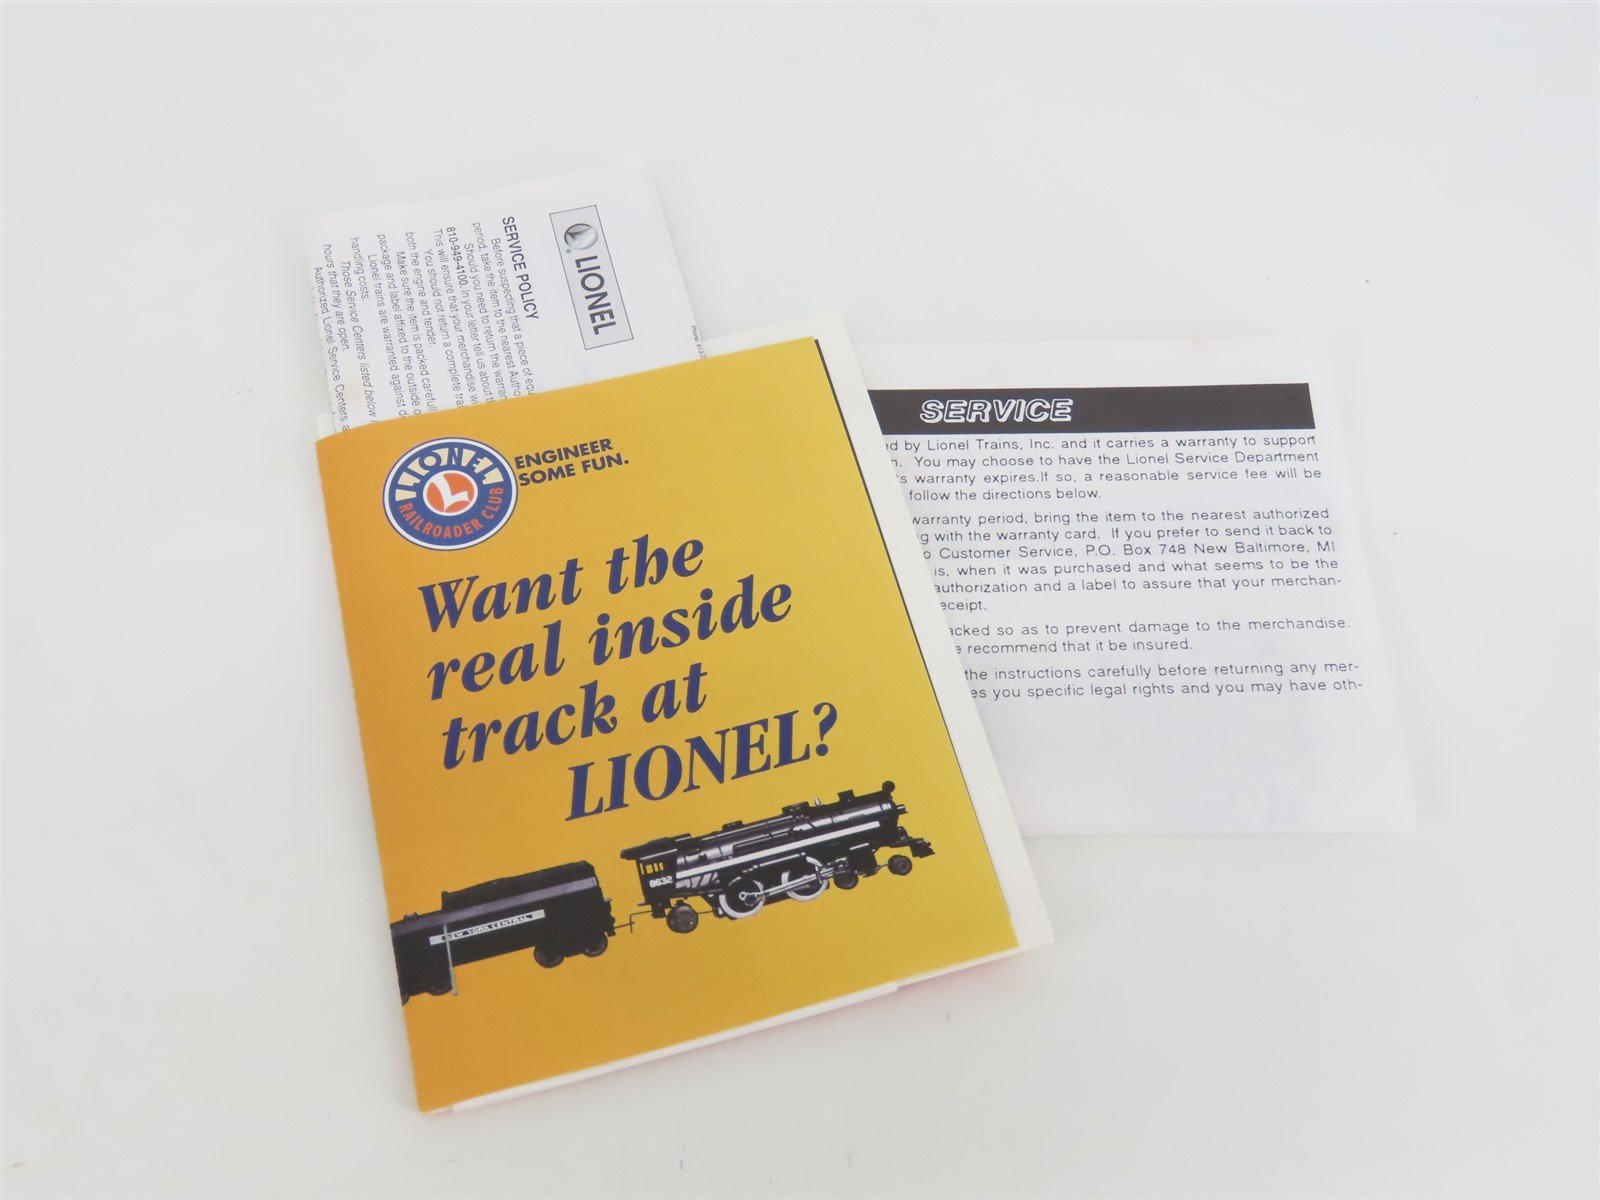 LIONEL
SERVICE POLICY
Before suspecting that a piece of equ
period, take the item to the nearest Autho
Should you need to return the warran
810-949-4100. In your letter tell us about t
This will ensure that your merchandise wi
You should not return a complete tra
both the engine and tender.
Make sure the item is packed carefull
package and label affixed to the outside o
Lionel trains are warranted against d
handling costs.
Those Service Centers listed below
hours that they are open.
Authorized Lionel Service Centers a
LIONEL
RAILROADER CLUB
L
ENGINEER
SOME FUN.
Want the
real inside
track at
LIONEL?
8632
NEW YORK CENTRAL
SERVICE
ed by Lionel Trains, Inc. and it carries a warranty to support
n. You may choose to have the Lionel Service Department
s warranty expires.If so, a reasonable service fee will be
follow the directions below.
warranty period, bring the item to the nearest authorized
g with the warranty card. If you prefer to send it back to
o Customer Service, P.O. Box 748 New Baltimore, MI
is, when it was purchased and what seems to be the
authorization and a label to assure that your merchan-
eceipt.
acked so as to prevent damage to the merchandise.
e recommend that it be insured.
the instructions carefully before returning any mer-
es you specific legal rights and you may have oth-